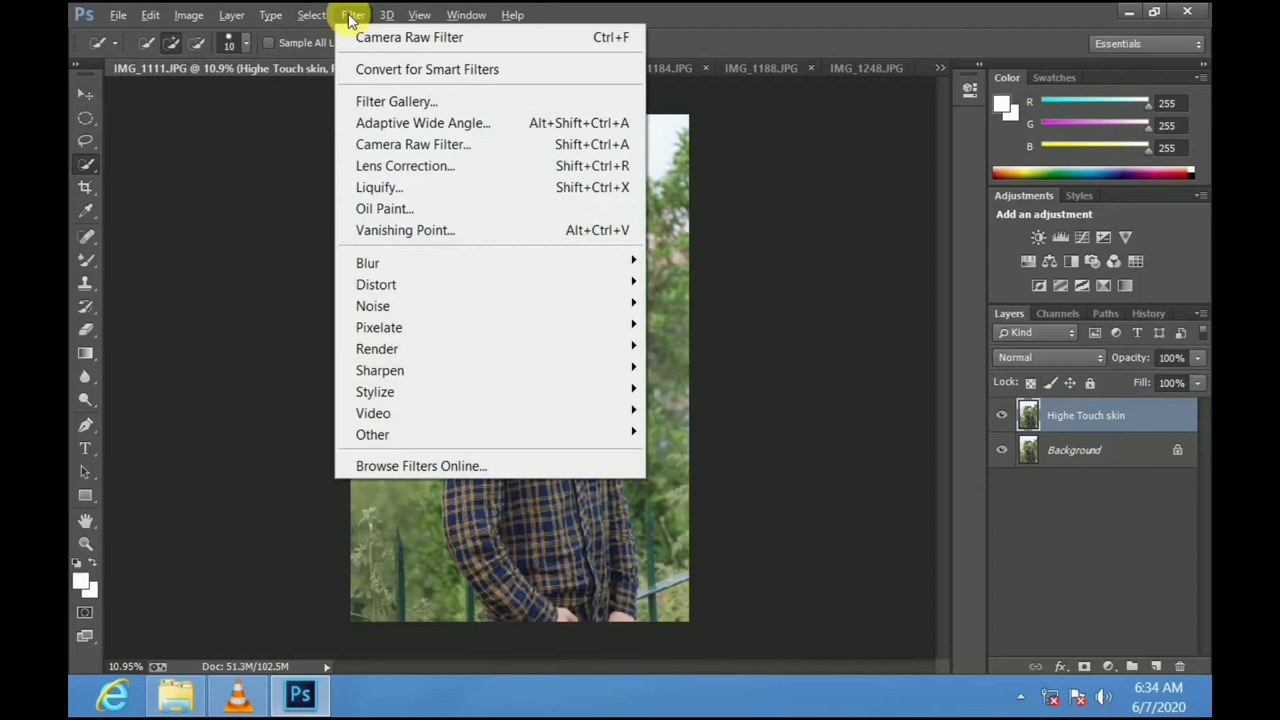 Ps File Edit Image Layer Type Select Filter 3D View Window Help
10 Sample All L Essentials
IMG_1111.JPG @ 10.9% (Highe Touch skin, 1184.JPG × IMG_1188.JPG × IMG_1248.JPG »
Camera Raw Filter Ctrl+F
Convert for Smart Filters
Filter Gallery...
Adaptive Wide Angle... Alt+Shift+Ctrl+A
Camera Raw Filter... Shift+Ctrl+A
Lens Correction... Shift+Ctrl+R
Liquify... Shift+Ctrl+X
Oil Paint...
Vanishing Point... Alt+Ctrl+V
Blur
Distort
Noise
Pixelate
Render
Sharpen
Stylize
Video
Other
Browse Filters Online...
Color Swatches
R 255
G 255
B 255
Adjustments Styles
Add an adjustment
Layers Channels Paths History
Kind
Normal Opacity: 100%
Lock: Fill: 100%
Highe Touch skin
Background
fx
10.95% Doc: 51.3M/102.5M
Ps
6:34 AM
6/7/2020